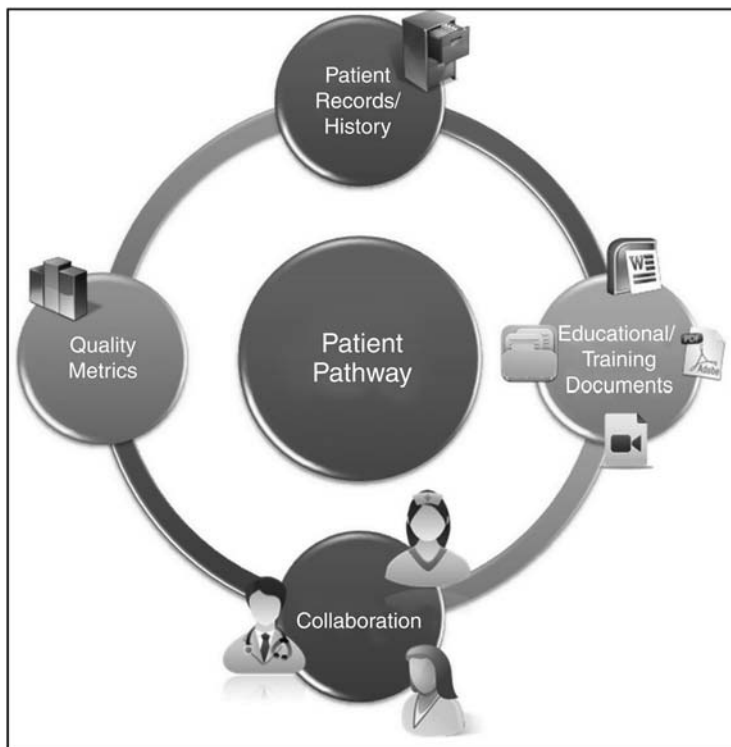 Patient
Records/
History
Educational/
Training
Documents
W
PDF
Adobe
Quality
Metrics
Patient
Pathway
Collaboration